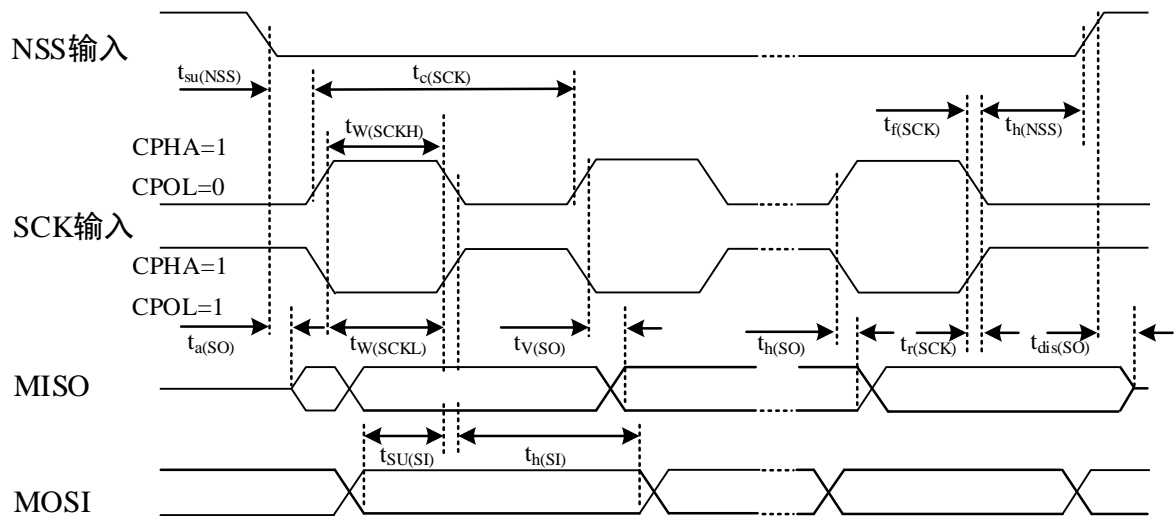 NSS输入
tsu(NSS)
tc(SCK)
tW(SCKH)
tf(SCK)
th(NSS)
CPHA=1
CPOL=0
SCK输入
CPHA=1
CPOL=1
ta(SO)
tW(SCKL)
tV(SO)
th(SO)
tr(SCK)
tdis(SO)
MISO
tSU(SI)
th(SI)
MOSI